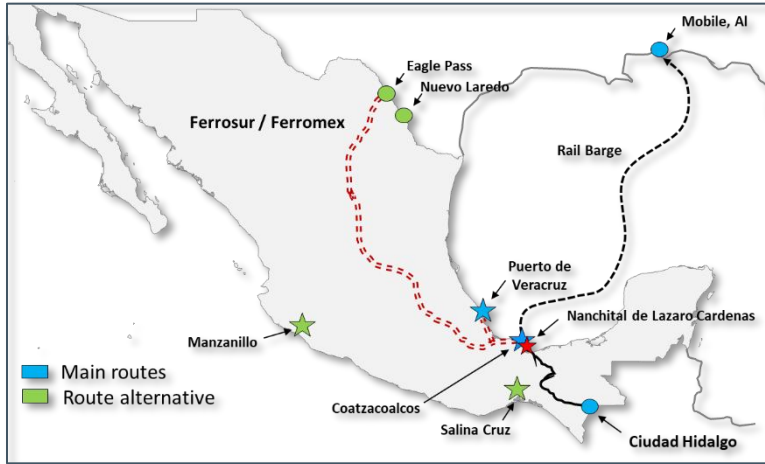 Mobile, Al
Eagle Pass
Nuevo Laredo
Ferrosur / Ferromex
Rail Barge
Puerto de
Veracruz
Nanchital de Lazaro Cardenas
Manzanillo
Main routes
Route alternative
Coatzacoalcos
Salina Cruz
Ciudad Hidalgo